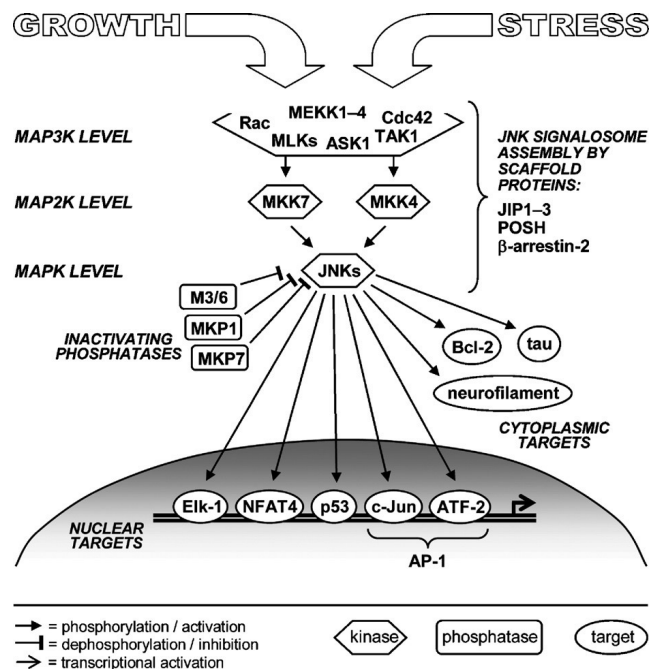 GROWTH
STRESS
MAP3K LEVEL
Rac
MEKK1–4
Cdc42
MLKs
ASK1
TAK1
JNK SIGNALOSOME
ASSEMBLY BY
SCAFFOLD
PROTEINS:
JIP1–3
POSH
β-arrestin-2
MAP2K LEVEL
MKK7
MKK4
MAPK LEVEL
JNKs
M3/6
MKP1
MKP7
INACTIVATING
PHOSPHATASES
Bcl-2
tau
neurofilament
CYTOPLASMIC
TARGETS
Elk-1
NFAT4
p53
c-Jun
ATF-2
NUCLEAR
TARGETS
AP-1
= phosphorylation / activation
= dephosphorylation / inhibition
= transcriptional activation
kinase
phosphatase
target